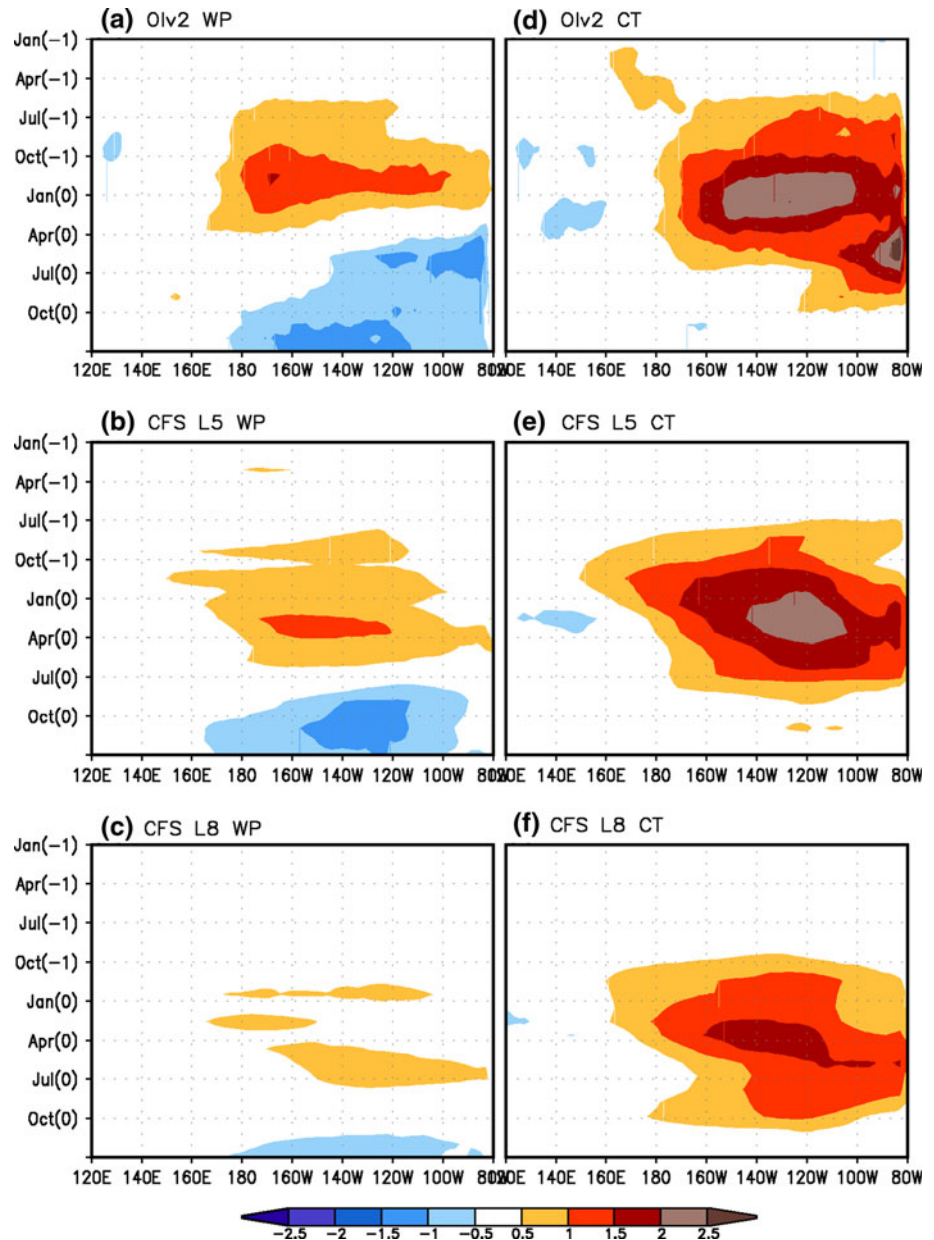 (a) OIv2 WP
(d) OIv2 CT
Jan(−1)
Apr(−1)
Jul(−1)
Oct(−1)
Jan(0)
Apr(0)
Jul(0)
Oct(0)
120E 140E 160E 180 160W 140W 120W 100W 80W
120E 140E 160E 180 160W 140W 120W 100W 80W
(b) CFS L5 WP
(e) CFS L5 CT
Jan(−1)
Apr(−1)
Jul(−1)
Oct(−1)
Jan(0)
Apr(0)
Jul(0)
Oct(0)
120E 140E 160E 180 160W 140W 120W 100W 80W
120E 140E 160E 180 160W 140W 120W 100W 80W
(c) CFS L8 WP
(f) CFS L8 CT
Jan(−1)
Apr(−1)
Jul(−1)
Oct(−1)
Jan(0)
Apr(0)
Jul(0)
Oct(0)
120E 140E 160E 180 160W 140W 120W 100W 80W
120E 140E 160E 180 160W 140W 120W 100W 80W
−2.5 −2 −1.5 −1 −0.5 0.5 1 1.5 2 2.5